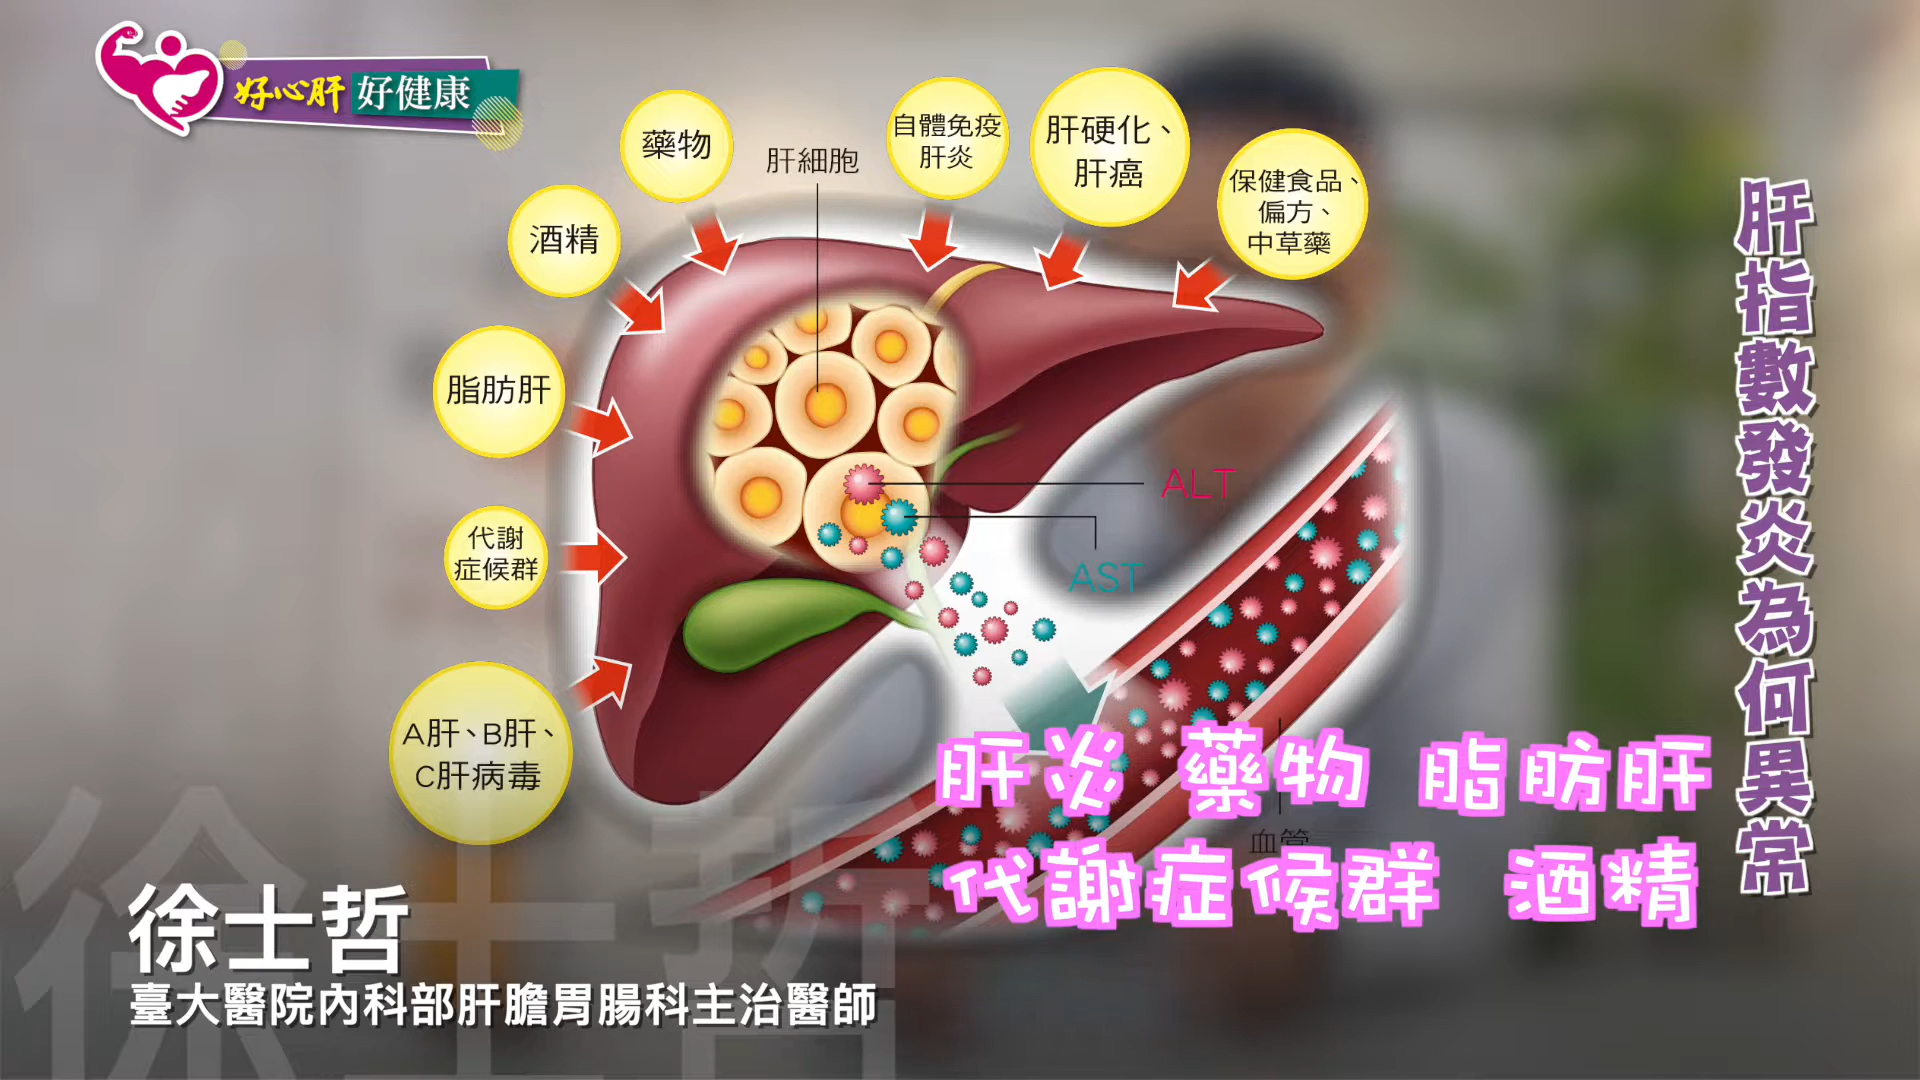 好心肝 好健康
藥物
肝細胞
自體免疫
肝炎
肝硬化、
肝癌
保健食品、
偏方、
中草藥
酒精
脂肪肝
代謝
症候群
A肝、B肝、
C肝病毒
ALT
AST
血管
肝指數發炎為何異常
肝炎 藥物 脂肪肝
代謝症候群 酒精
徐士哲
徐士哲
臺大醫院內科部肝膽胃腸科主治醫師